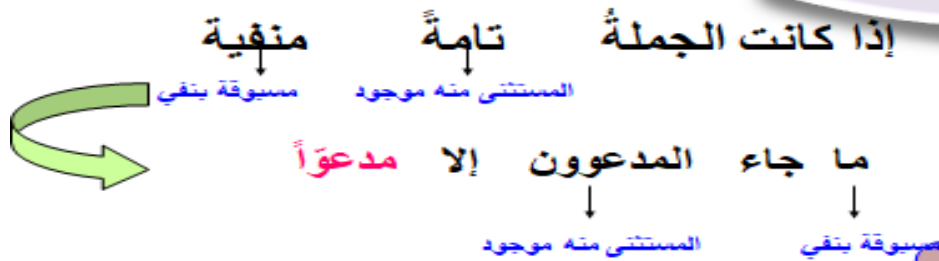 إذا كانت الجملةُ تامةً منفية
المستثنى منه موجود مسبوقة بنفي
ما جاء المدعوون إلا مدعوّاً
مسبوقة بنفي المستثنى منه موجود